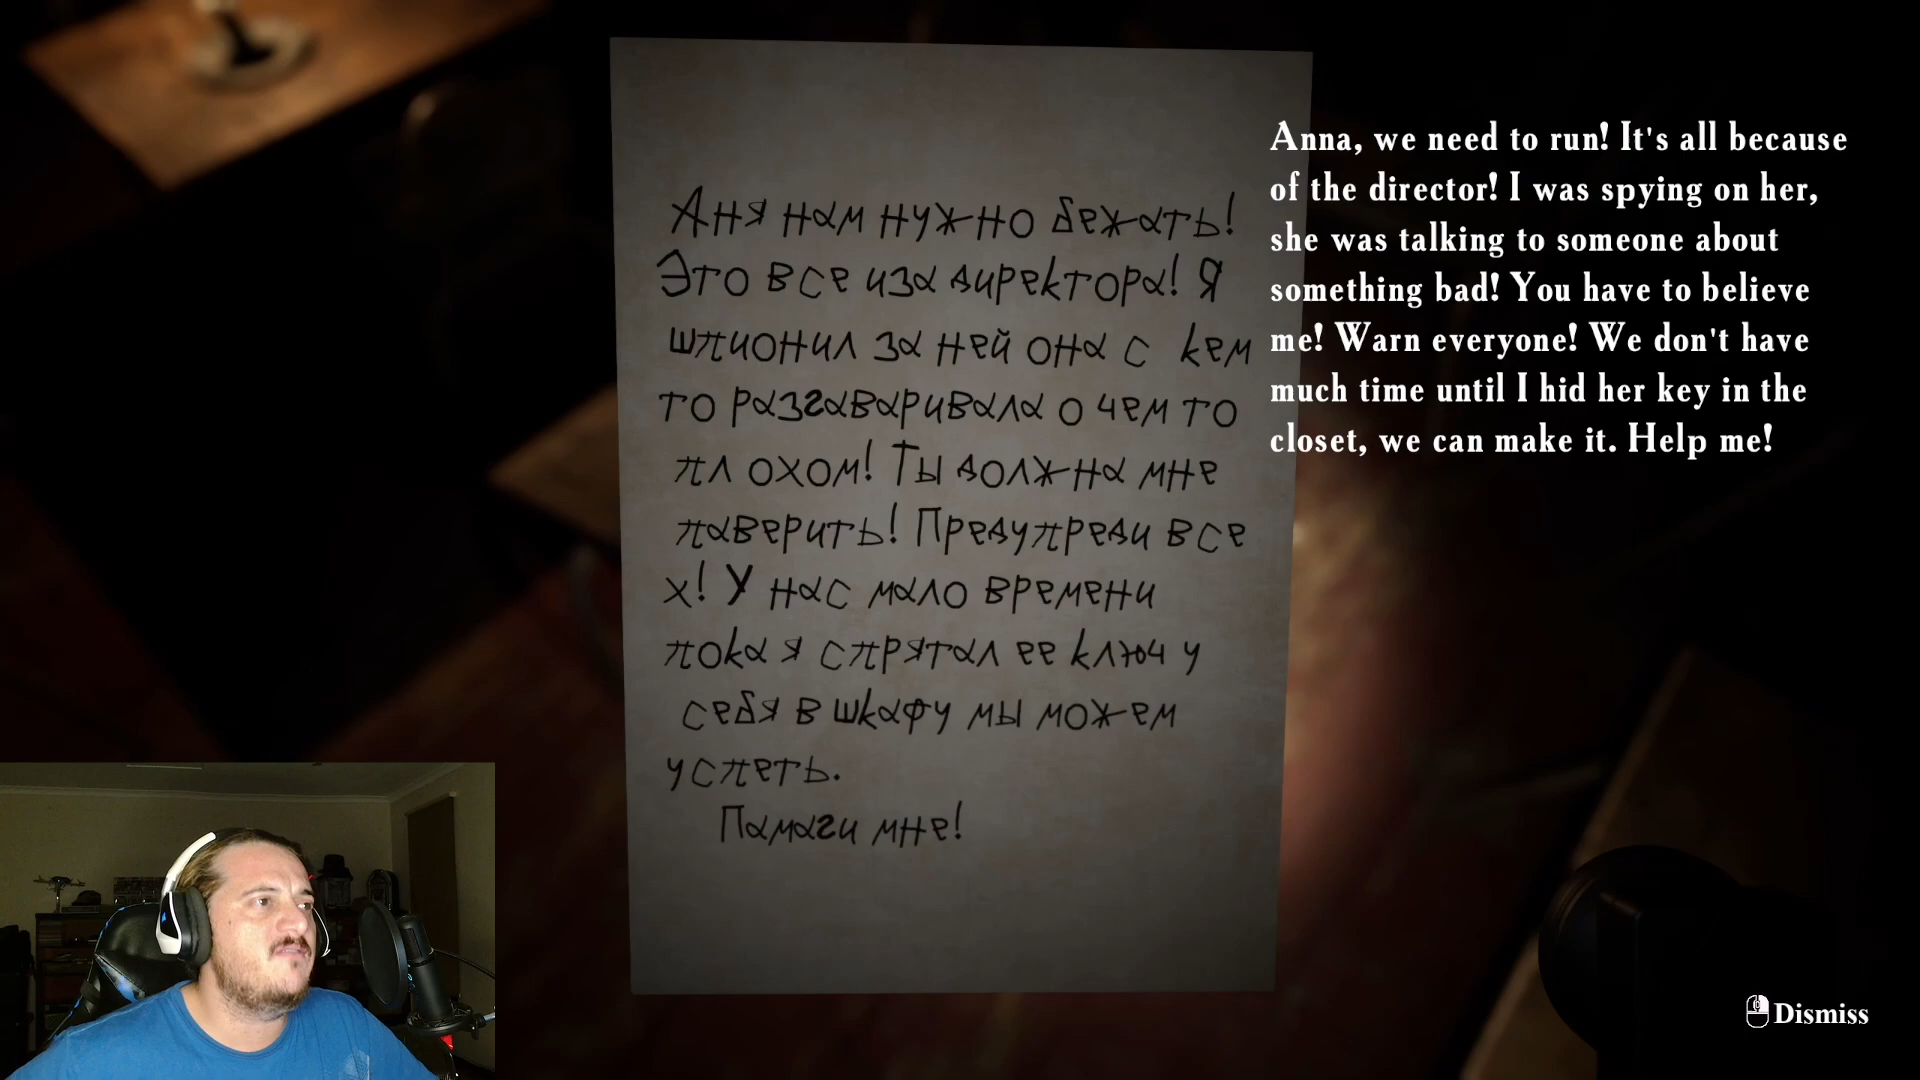 Аня нам нужно бежать!
Это все иза директора! Я
шпионил за ней она с кем
то разгаваривала о чем то
пл охом! Ты должна мне
паверить! Предупреди все
х! У нас мало времени
пока я спрятал ее ключ у
себя в шкафу мы можем
успеть.
Памаги мне!
Anna, we need to run! It's all because
of the director! I was spying on her,
she was talking to someone about
something bad! You have to believe
me! Warn everyone! We don't have
much time until I hid her key in the
closet, we can make it. Help me!
Dismiss